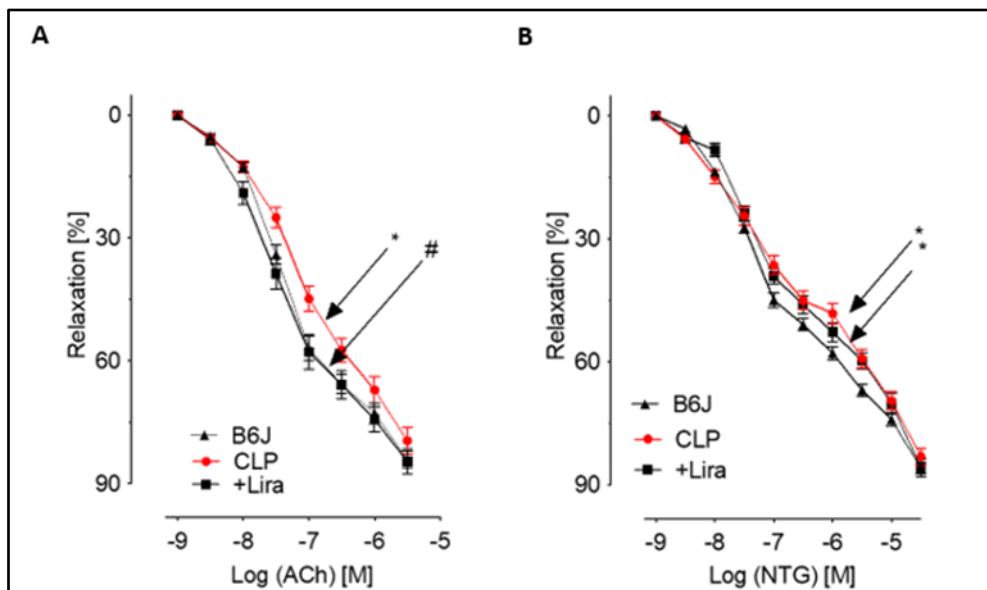 A
0
30
60
90
Relaxation [%]
*
#
B6J
CLP
+Lira
-9 -8 -7 -6 -5
Log (ACh) [M]
B
0
30
60
90
Relaxation [%]
*
*
B6J
CLP
+Lira
-9 -8 -7 -6 -5
Log (NTG) [M]